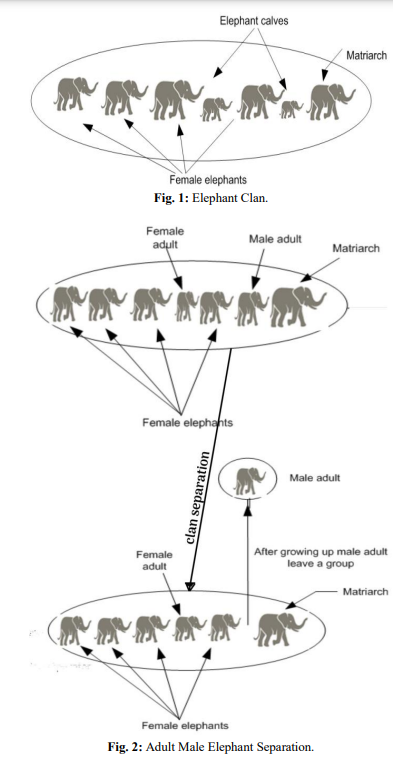 Elephant calves
Matriarch
Female elephants
Fig. 1: Elephant Clan.
Female
adult
Male adult
Matriarch
Female elephants
clan separation
Male adult
Female
adult
After growing up male adult
leave a group
Matriarch
Female elephants
Fig. 2: Adult Male Elephant Separation.